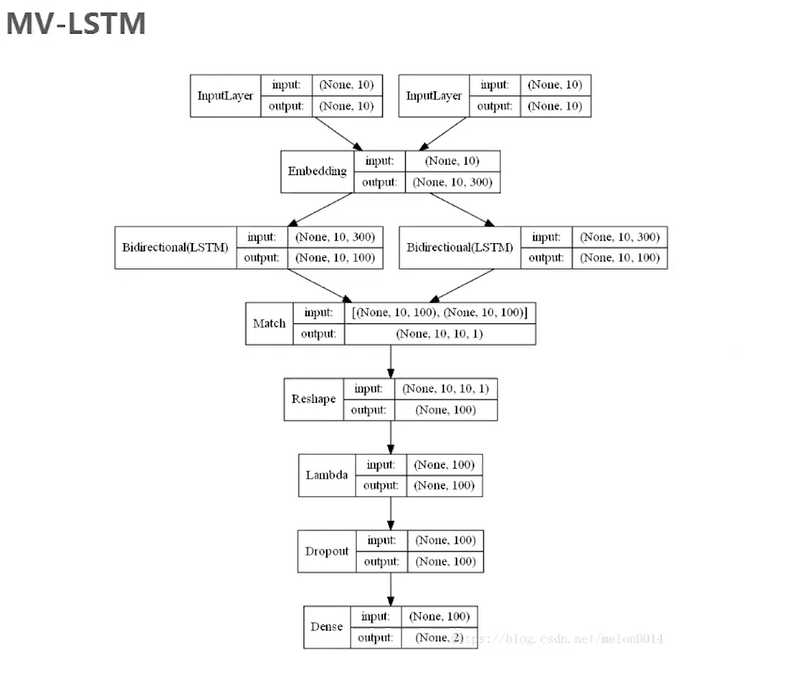 MV-LSTM
InputLayer input: (None, 10) output: (None, 10)
InputLayer input: (None, 10) output: (None, 10)
Embedding input: (None, 10) output: (None, 10, 300)
Bidirectional(LSTM) input: (None, 10, 300) output: (None, 10, 100)
Bidirectional(LSTM) input: (None, 10, 300) output: (None, 10, 100)
Match input: [(None, 10, 100), (None, 10, 100)] output: (None, 10, 10, 1)
Reshape input: (None, 10, 10, 1) output: (None, 100)
Lambda input: (None, 100) output: (None, 100)
Dropout input: (None, 100) output: (None, 100)
Dense input: (None, 100) output: (None, 2)
https://blog.csdn.net/melon0014